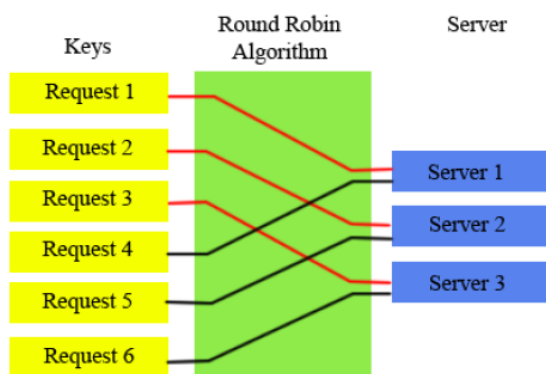 Keys
Round Robin
Algorithm
Server
Request 1
Request 2
Request 3
Request 4
Request 5
Request 6
Server 1
Server 2
Server 3